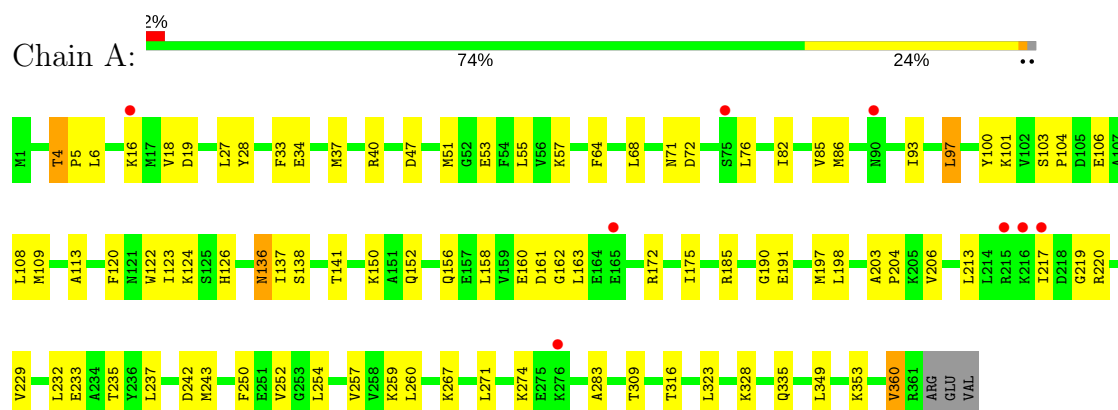 2%
Chain A:
74% 24% ••
M1 T4 P5 L6 K16 M17 V18 D19 L27 Y28 F33 E34 M37 R40 D47 M51 G52 E53 F54 L55 V56 K57 F64 L68 N71 D72 S75 L76 I82 V85 M86 N90 I93 L97 Y100 K101 V102 S103 P104 D105 E106 A107
L108 M109 A113 F120 N121 W122 I123 K124 S125 H126 N136 I137 S138 T141 K150 A151 Q152 Q156 E157 L158 V159 E160 D161 G162 L163 E164 E165 R172 I175 R185 G190 E191 M197 L198 A203 P204 K205 V206 L213 L214 R215 K216 I217 D218 G219 R220
V229 L232 E233 A234 T235 Y236 L237 D242 M243 F250 E251 V252 G253 L254 V257 V258 K259 L260 K267 L271 K274 E275 K276 A283 T309 T316 L323 K328 Q335 L349 K353 V360 R361 ARG GLU VAL